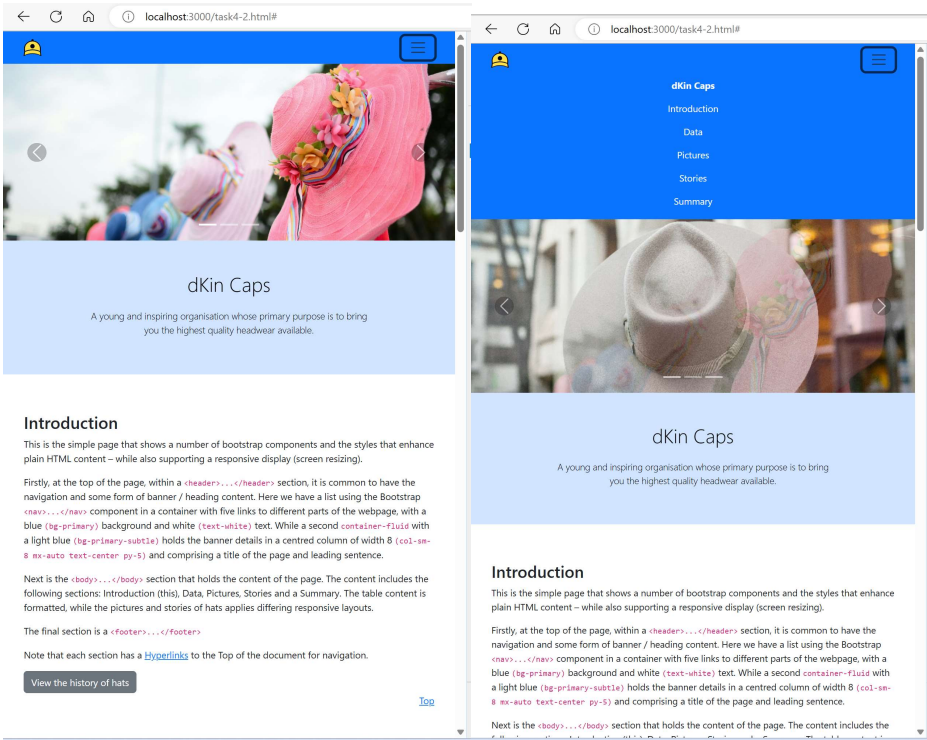 localhost:3000/task4-2.html#
dKin Caps
A young and inspiring organisation whose primary purpose is to bring
you the highest quality headwear available.
Introduction
This is the simple page that shows a number of bootstrap components and the styles that enhance
plain HTML content – while also supporting a responsive display (screen resizing).
Firstly, at the top of the page, within a <header>...</header> section, it is common to have the
navigation and some form of banner / heading content. Here we have a list using the Bootstrap
<nav>...</nav> component in a container with five links to different parts of the webpage, with a
blue (bg-primary) background and white (text-white) text. While a second container-fluid with
a light blue (bg-primary-subtle) holds the banner details in a centred column of width 8 (col-sm-
8 mx-auto text-center py-5) and comprising a title of the page and leading sentence.
Next is the <body>...</body> section that holds the content of the page. The content includes the
following sections: Introduction (this), Data, Pictures, Stories and a Summary. The table content is
formatted, while the pictures and stories of hats applies differing responsive layouts.
The final section is a <footer>...</footer>
Note that each section has a Hyperlinks to the Top of the document for navigation.
View the history of hats
Top
localhost:3000/task4-2.html#
dKin Caps
Introduction
Data
Pictures
Stories
Summary
dKin Caps
A young and inspiring organisation whose primary purpose is to bring
you the highest quality headwear available.
Introduction
This is the simple page that shows a number of bootstrap components and the styles that enhance
plain HTML content – while also supporting a responsive display (screen resizing).
Firstly, at the top of the page, within a <header>...</header> section, it is common to have the
navigation and some form of banner / heading content. Here we have a list using the Bootstrap
<nav>...</nav> component in a container with five links to different parts of the webpage, with a
blue (bg-primary) background and white (text-white) text. While a second container-fluid with
a light blue (bg-primary-subtle) holds the banner details in a centred column of width 8 (col-sm-
8 mx-auto text-center py-5) and comprising a title of the page and leading sentence.
Next is the <body>...</body> section that holds the content of the page. The content includes the